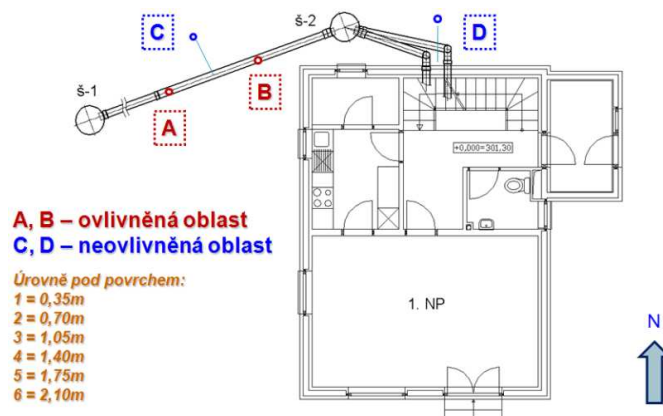 š-2
C
D
š-1
B
A
+0,000=301.30
A, B – ovlivněná oblast
C, D – neovlivněná oblast
Úrovně pod povrchem:
1 = 0,35m
2 = 0,70m
3 = 1,05m
4 = 1,40m
5 = 1,75m
6 = 2,10m
1. NP
N